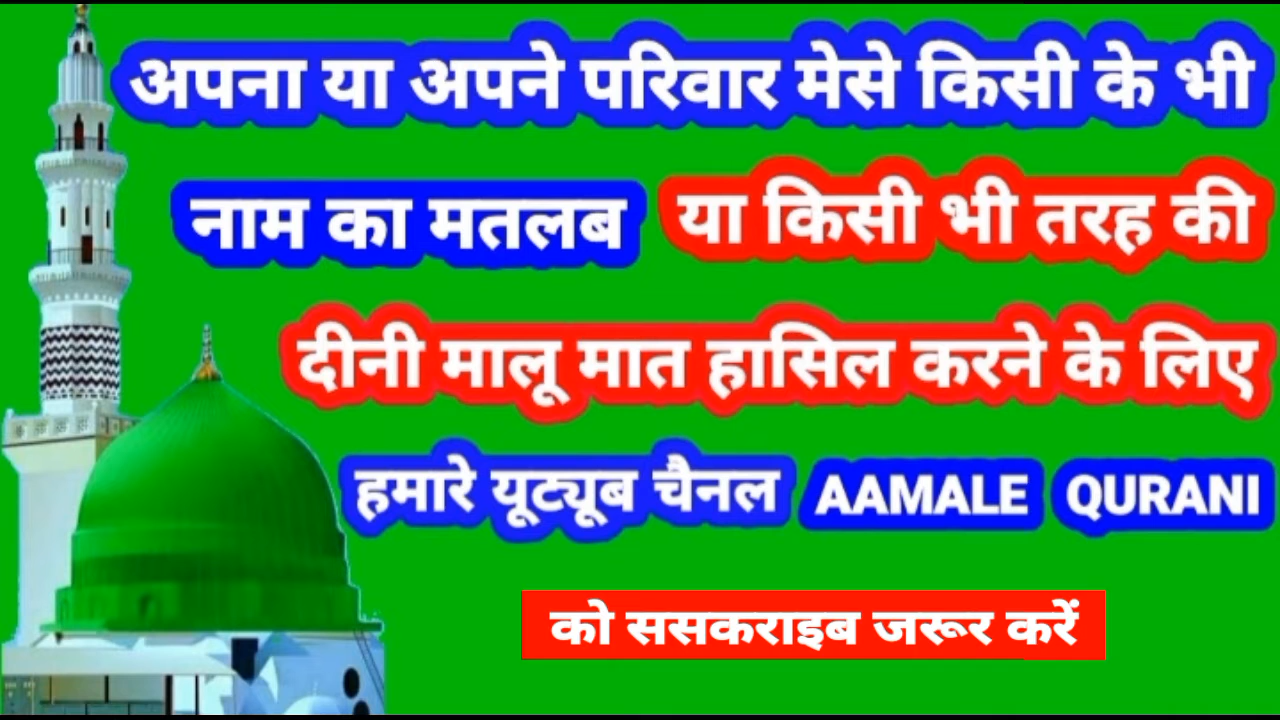 अपना या अपने परिवार मेसे किसी के भी
नाम का मतलब या किसी भी तरह की
दीनी मालू मात हासिल करने के लिए
हमारे यूट्यूब चैनल AAMALE QURANI
को ससकराइब जरूर करें